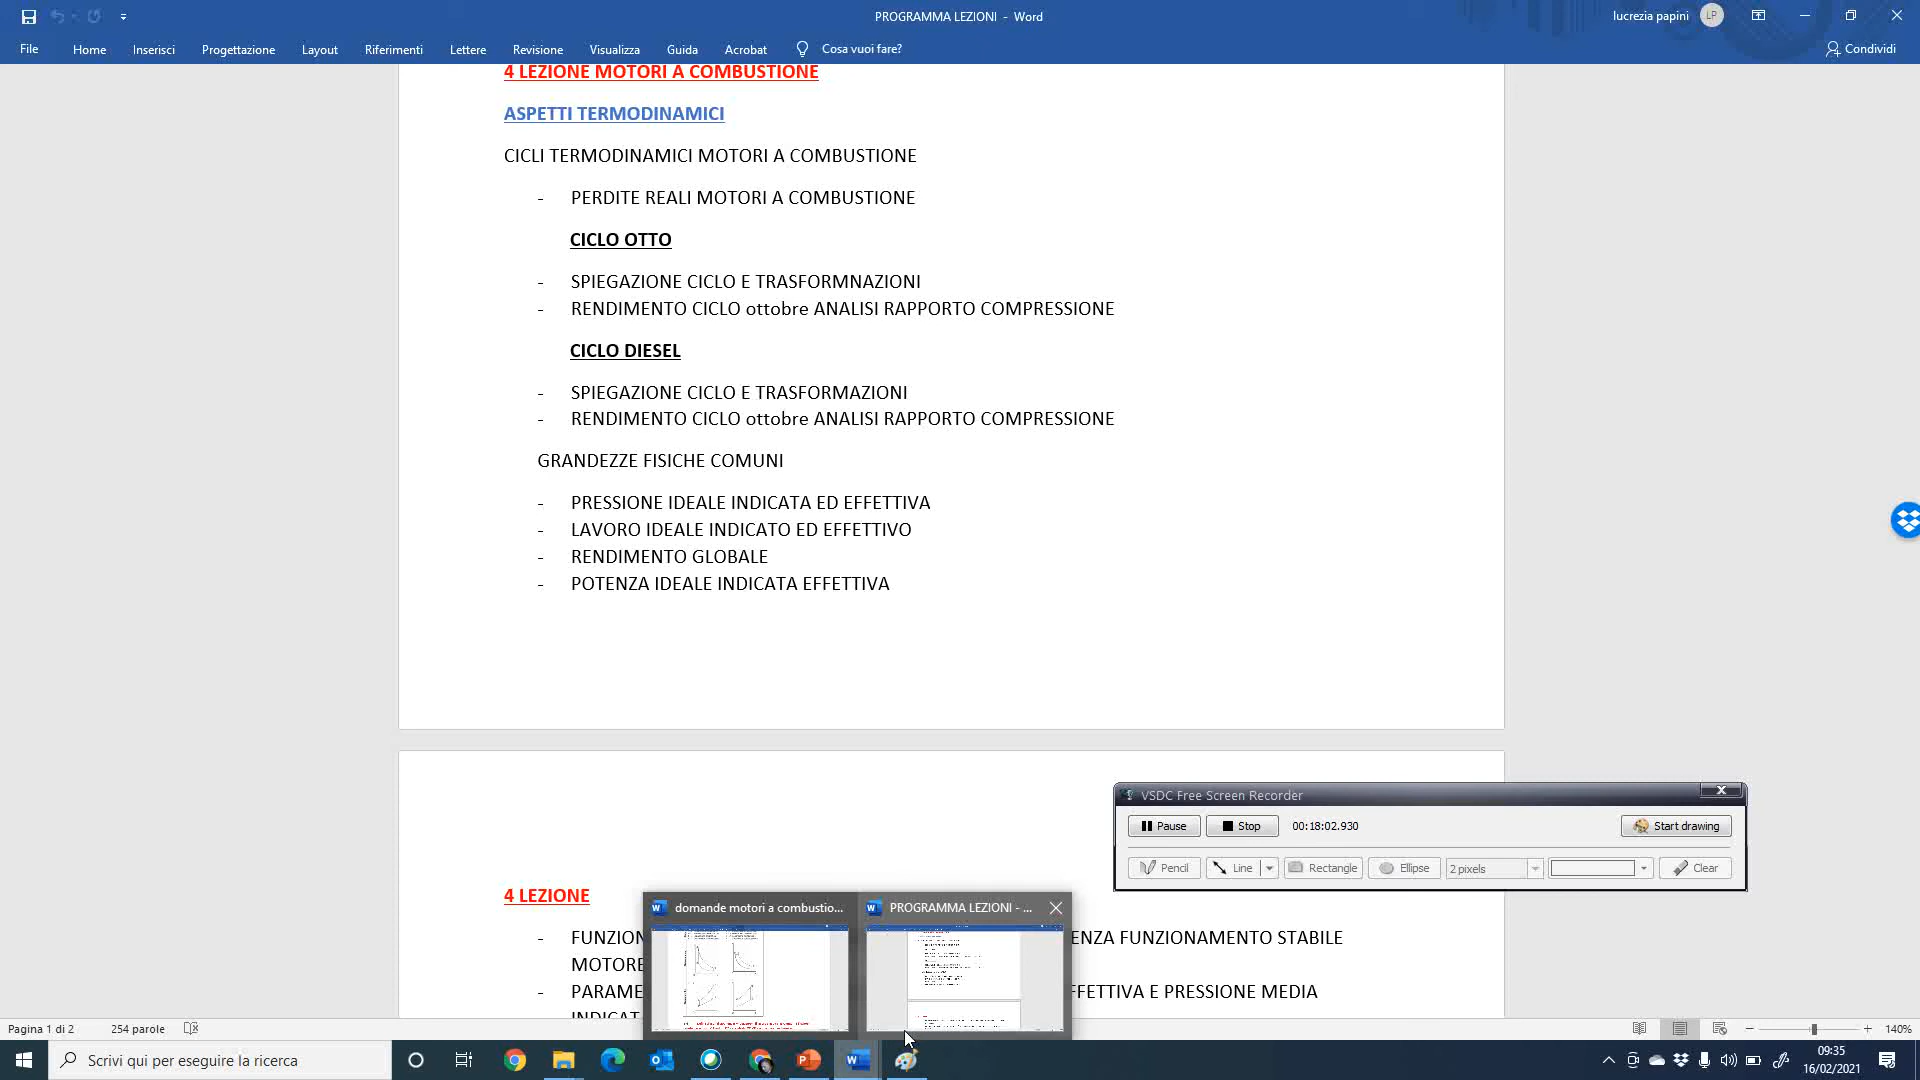 PROGRAMMA LEZIONI - Word
lucrezia papini
LP
File
Home
Inserisci
Progettazione
Layout
Riferimenti
Lettere
Revisione
Visualizza
Guida
Acrobat
Cosa vuoi fare?
Condividi
4 LEZIONE MOTORI A COMBUSTIONE
ASPETTI TERMODINAMICI
CICLI TERMODINAMICI MOTORI A COMBUSTIONE
- PERDITE REALI MOTORI A COMBUSTIONE
CICLO OTTO
- SPIEGAZIONE CICLO E TRASFORMNAZIONI
- RENDIMENTO CICLO ottobre ANALISI RAPPORTO COMPRESSIONE
CICLO DIESEL
- SPIEGAZIONE CICLO E TRASFORMAZIONI
- RENDIMENTO CICLO ottobre ANALISI RAPPORTO COMPRESSIONE
GRANDEZZE FISICHE COMUNI
- PRESSIONE IDEALE INDICATA ED EFFETTIVA
- LAVORO IDEALE INDICATO ED EFFETTIVO
- RENDIMENTO GLOBALE
- POTENZA IDEALE INDICATA EFFETTIVA
VSDC Free Screen Recorder
Pause
Stop
00:18:02.930
Start drawing
Pencil
Line
Rectangle
Ellipse
2 pixels
Clear
4 LEZIONE
domande motori a combustio...
PROGRAMMA LEZIONI - ...
- FUNZION
ENZA FUNZIONAMENTO STABILE
MOTORE
- PARAME
FFETTIVA E PRESSIONE MEDIA
INDICAT
Pagina 1 di 2
254 parole
140%
Scrivi qui per eseguire la ricerca
09:35
16/02/2021